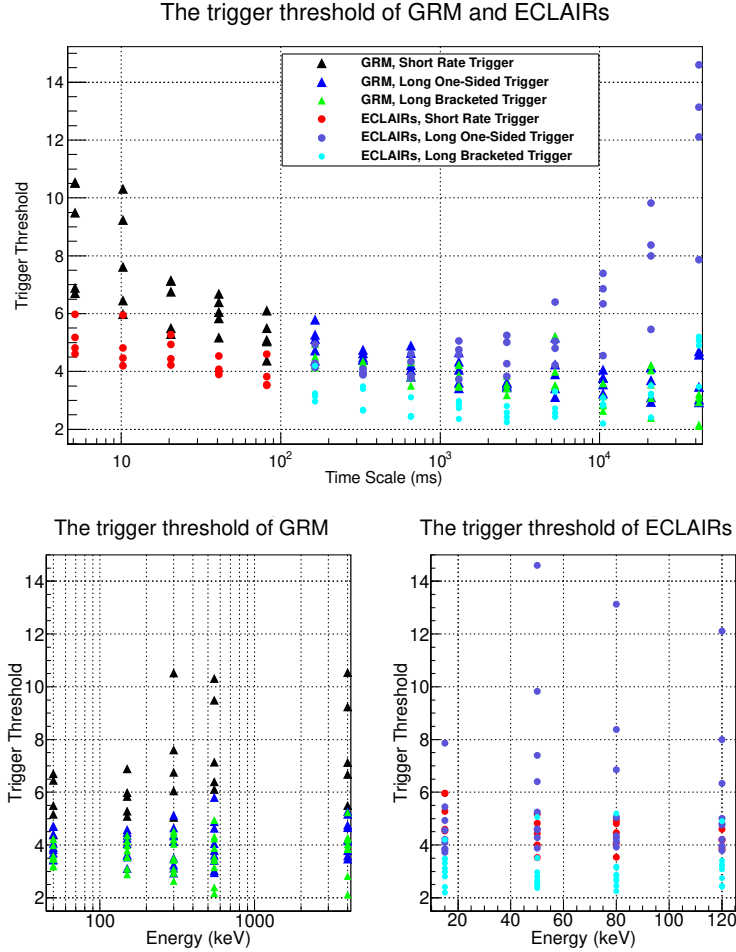 The trigger threshold of GRM and ECLAIRs
GRM, Short Rate Trigger
GRM, Long One-Sided Trigger
GRM, Long Bracketed Trigger
ECLAIRs, Short Rate Trigger
ECLAIRs, Long One-Sided Trigger
ECLAIRs, Long Bracketed Trigger
Trigger Threshold
14
12
10
8
6
4
2
10 10² 10³ 10⁴
Time Scale (ms)
The trigger threshold of GRM
Trigger Threshold
14
12
10
8
6
4
2
100 1000
Energy (keV)
The trigger threshold of ECLAIRs
Trigger Threshold
14
12
10
8
6
4
2
20 40 60 80 100 120
Energy (keV)